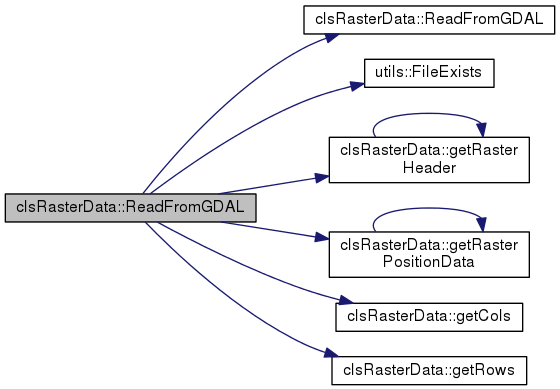 clsRasterData::ReadFromGDAL
utils::FileExists
clsRasterData::getRaster
Header
clsRasterData::ReadFromGDAL
clsRasterData::getRaster
PositionData
clsRasterData::getCols
clsRasterData::getRows